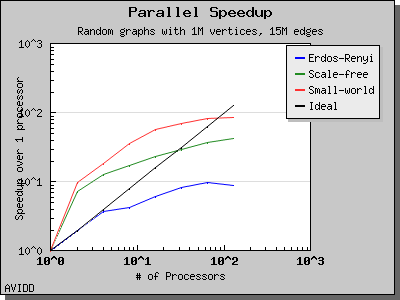 Parallel Speedup
Random graphs with 1M vertices, 15M edges
Speedup over 1 processor
10^3
10^2
10^1
10^0
10^0
10^1
10^2
10^3
# of Processors
Erdos-Renyi
Scale-free
Small-world
Ideal
AVIDD